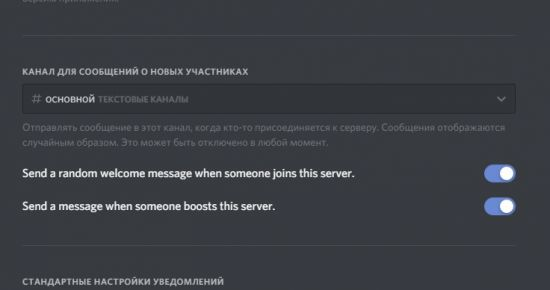 КАНАЛ ДЛЯ СООБЩЕНИЙ О НОВЫХ УЧАСТНИКАХ
# ОСНОВНОЙ ТЕКСТОВЫЕ КАНАЛЫ
Отправлять сообщение в этот канал, когда кто-то присоединяется к серверу. Сообщения отображаются
случайным образом. Это может быть отключено в любой момент.
Send a random welcome message when someone joins this server.
Send a message when someone boosts this server.
СТАНДАРТНЫЕ НАСТРОЙКИ УВЕДОМЛЕНИЙ